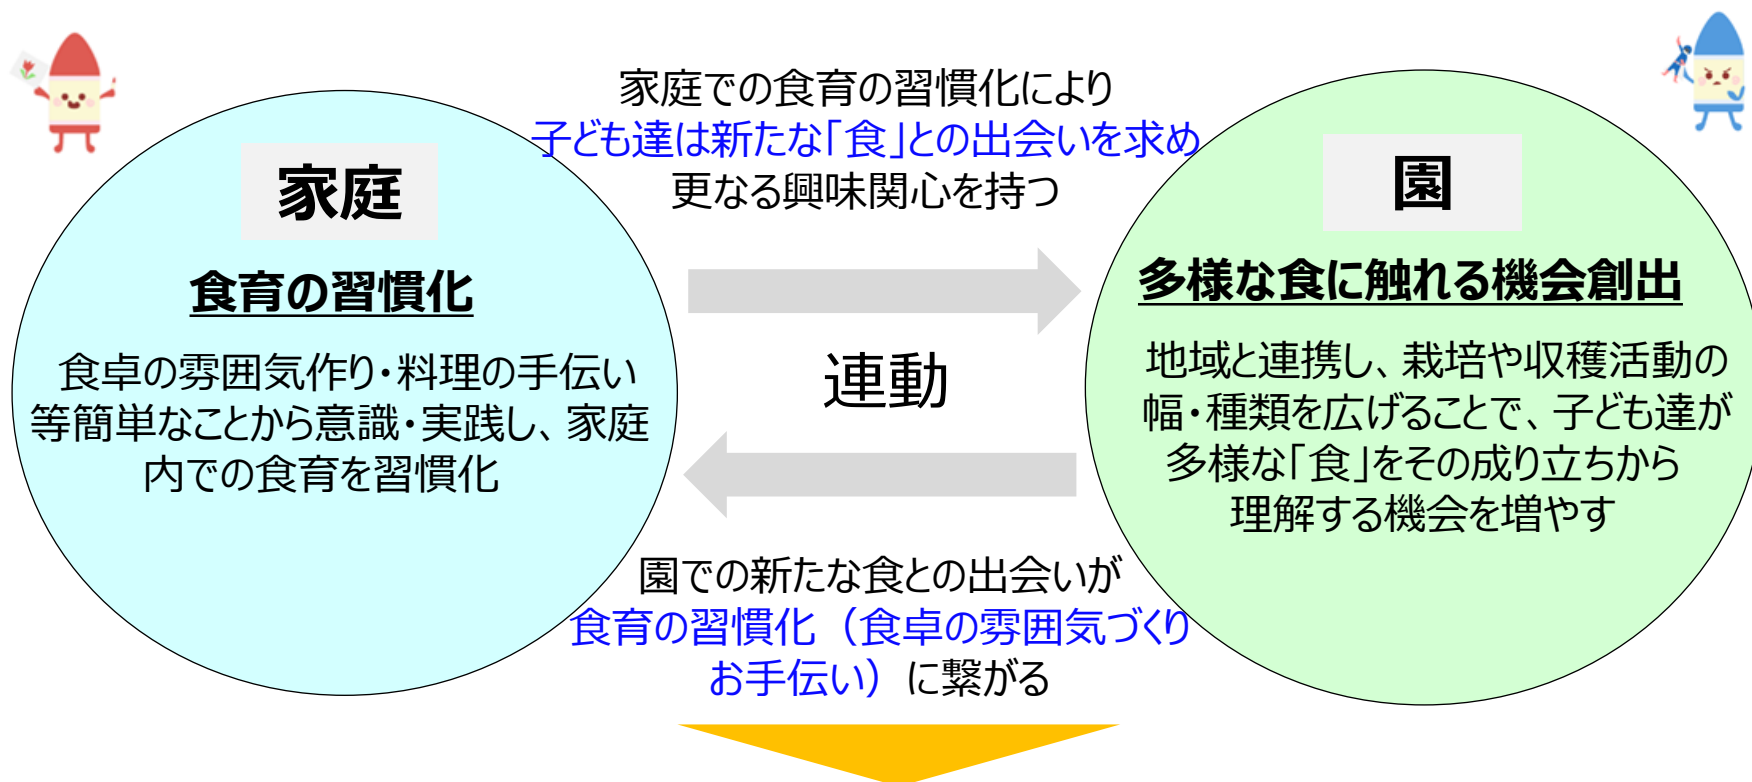 家庭での食育の習慣化により
子ども達は新たな「食」との出会いを求め
更なる興味関心を持つ
家庭
食育の習慣化
食卓の雰囲気作り・料理の手伝い
等簡単なことから意識・実践し、家庭
内での食育を習慣化
連動
園
多様な食に触れる機会創出
地域と連携し、栽培や収穫活動の
幅・種類を広げることで、子ども達が
多様な「食」をその成り立ちから
理解する機会を増やす
園での新たな食との出会いが
食育の習慣化（食卓の雰囲気づくり
お手伝い）に繋がる